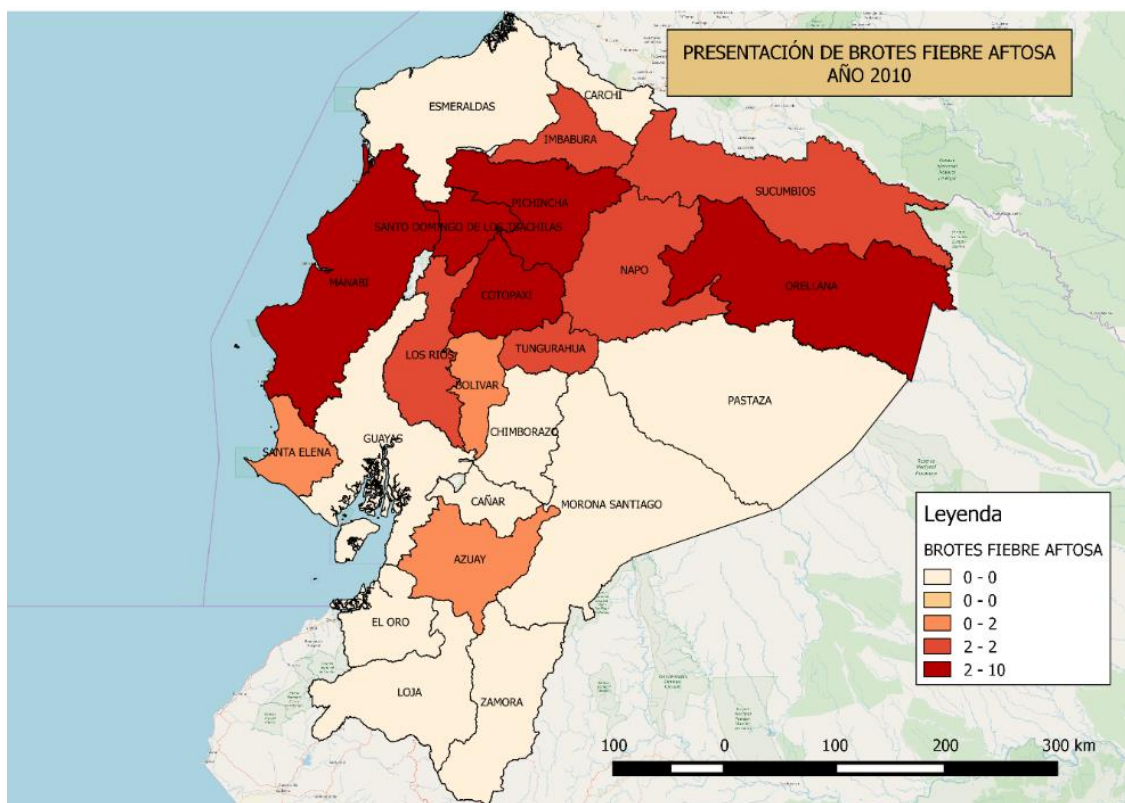 PRESENTACIÓN DE BROTES FIEBRE AFTOSA
AÑO 2010
ESMERALDAS
CARCHI
IMBABURA
SUCUMBIOS
PICHINCHA
SANTO DOMINGO DE LOS TSACHILAS
MANABI
COTOPAXI
NAPO
ORELLANA
LOS RIOS
TUNGURAHUA
BOLIVAR
PASTAZA
CHIMBORAZO
GUAYAS
SANTA ELENA
CAÑAR
MORONA SANTIAGO
AZUAY
EL ORO
LOJA
ZAMORA
Leyenda
BROTES FIEBRE AFTOSA
0 - 0
0 - 0
0 - 2
2 - 2
2 - 10
100 0 100 200 300 km